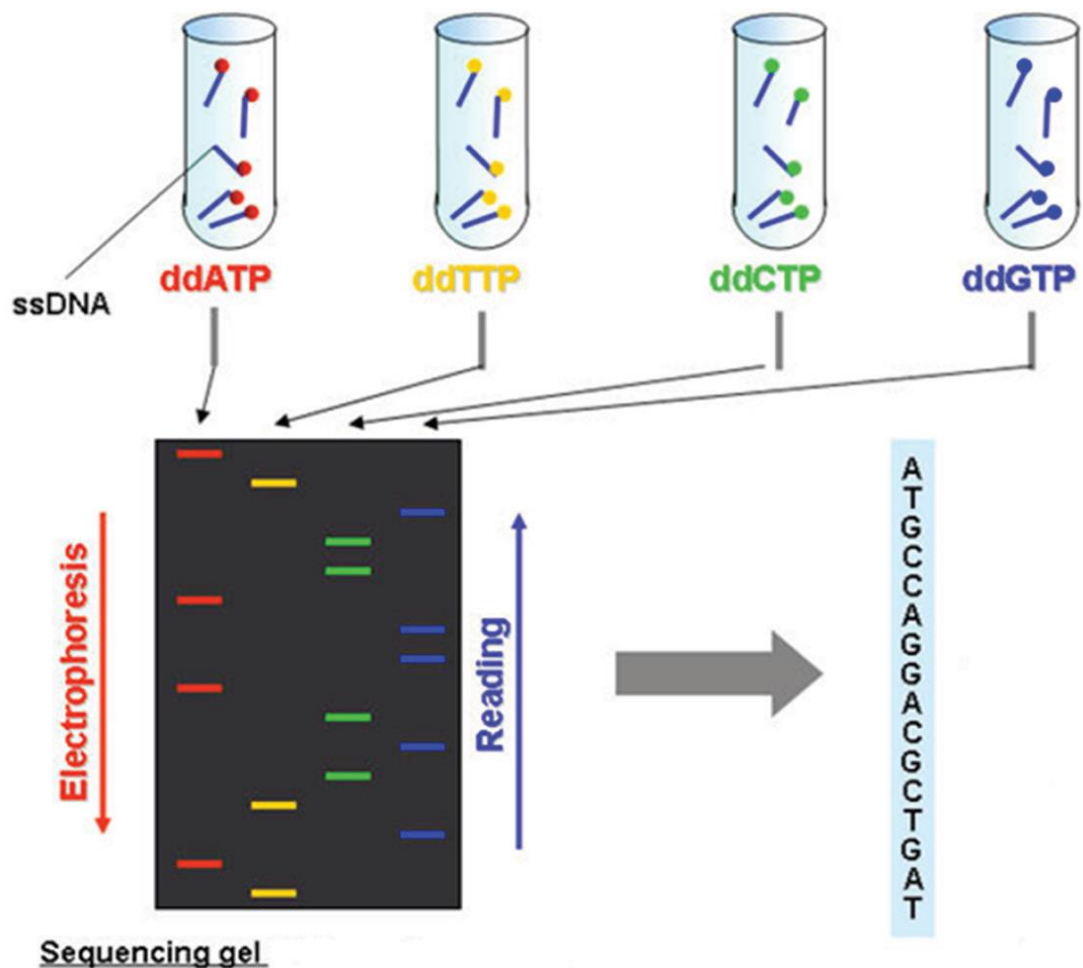 ddATP ddTTP ddCTP ddGTP
ssDNA
Electrophoresis
Reading
A
T
G
C
C
A
G
G
A
C
G
C
T
G
A
T
Sequencing gel